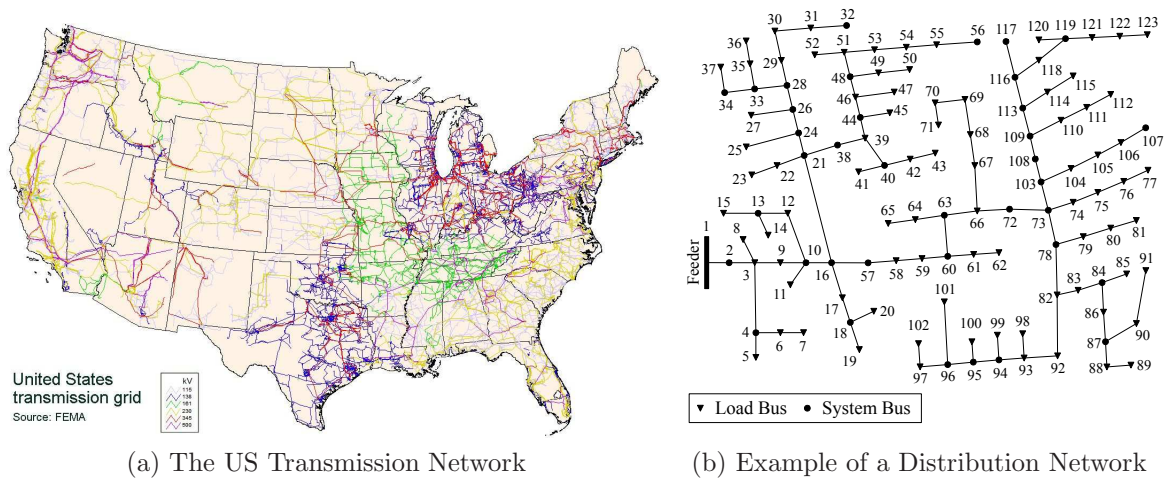 United States
transmission grid
Source: FEMA
kV
115
138
161
230
345
500
(a) The US Transmission Network
30 31 32
36
37 35
34 33
29
28
26
27
24
25
23 22 21 38
52 51 53 54 55 56
48 49 50
46 47
44 45
39
41 40 42 43
70 69
71 68
67
117 120 119 121 122 123
116 118
115
113 114
112
109 110 111
108 107
103 104 105 106
65 64 63 66 72 73 74 75 76 77
1
15 13 12
8 14
Feeder
2 3 9 10 16 57 58 59 60 61 62
11
4
5 6 7
17
18 20
19
78 79 80 81
101
102 100 99 98
97 96 95 94 93 92
82 83 84 85 91
86
87 90
88 89
Load Bus System Bus
(b) Example of a Distribution Network